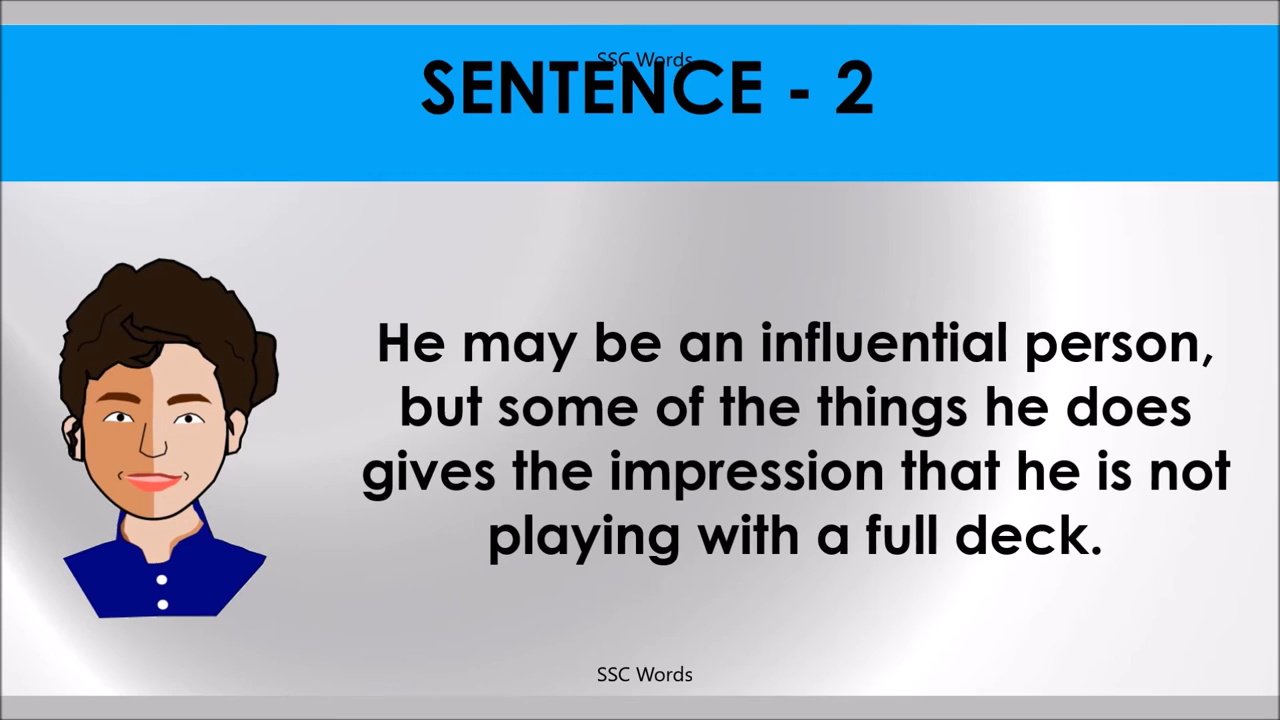 SSC Words
SENTENCE - 2
He may be an influential person,
but some of the things he does
gives the impression that he is not
playing with a full deck.
SSC Words